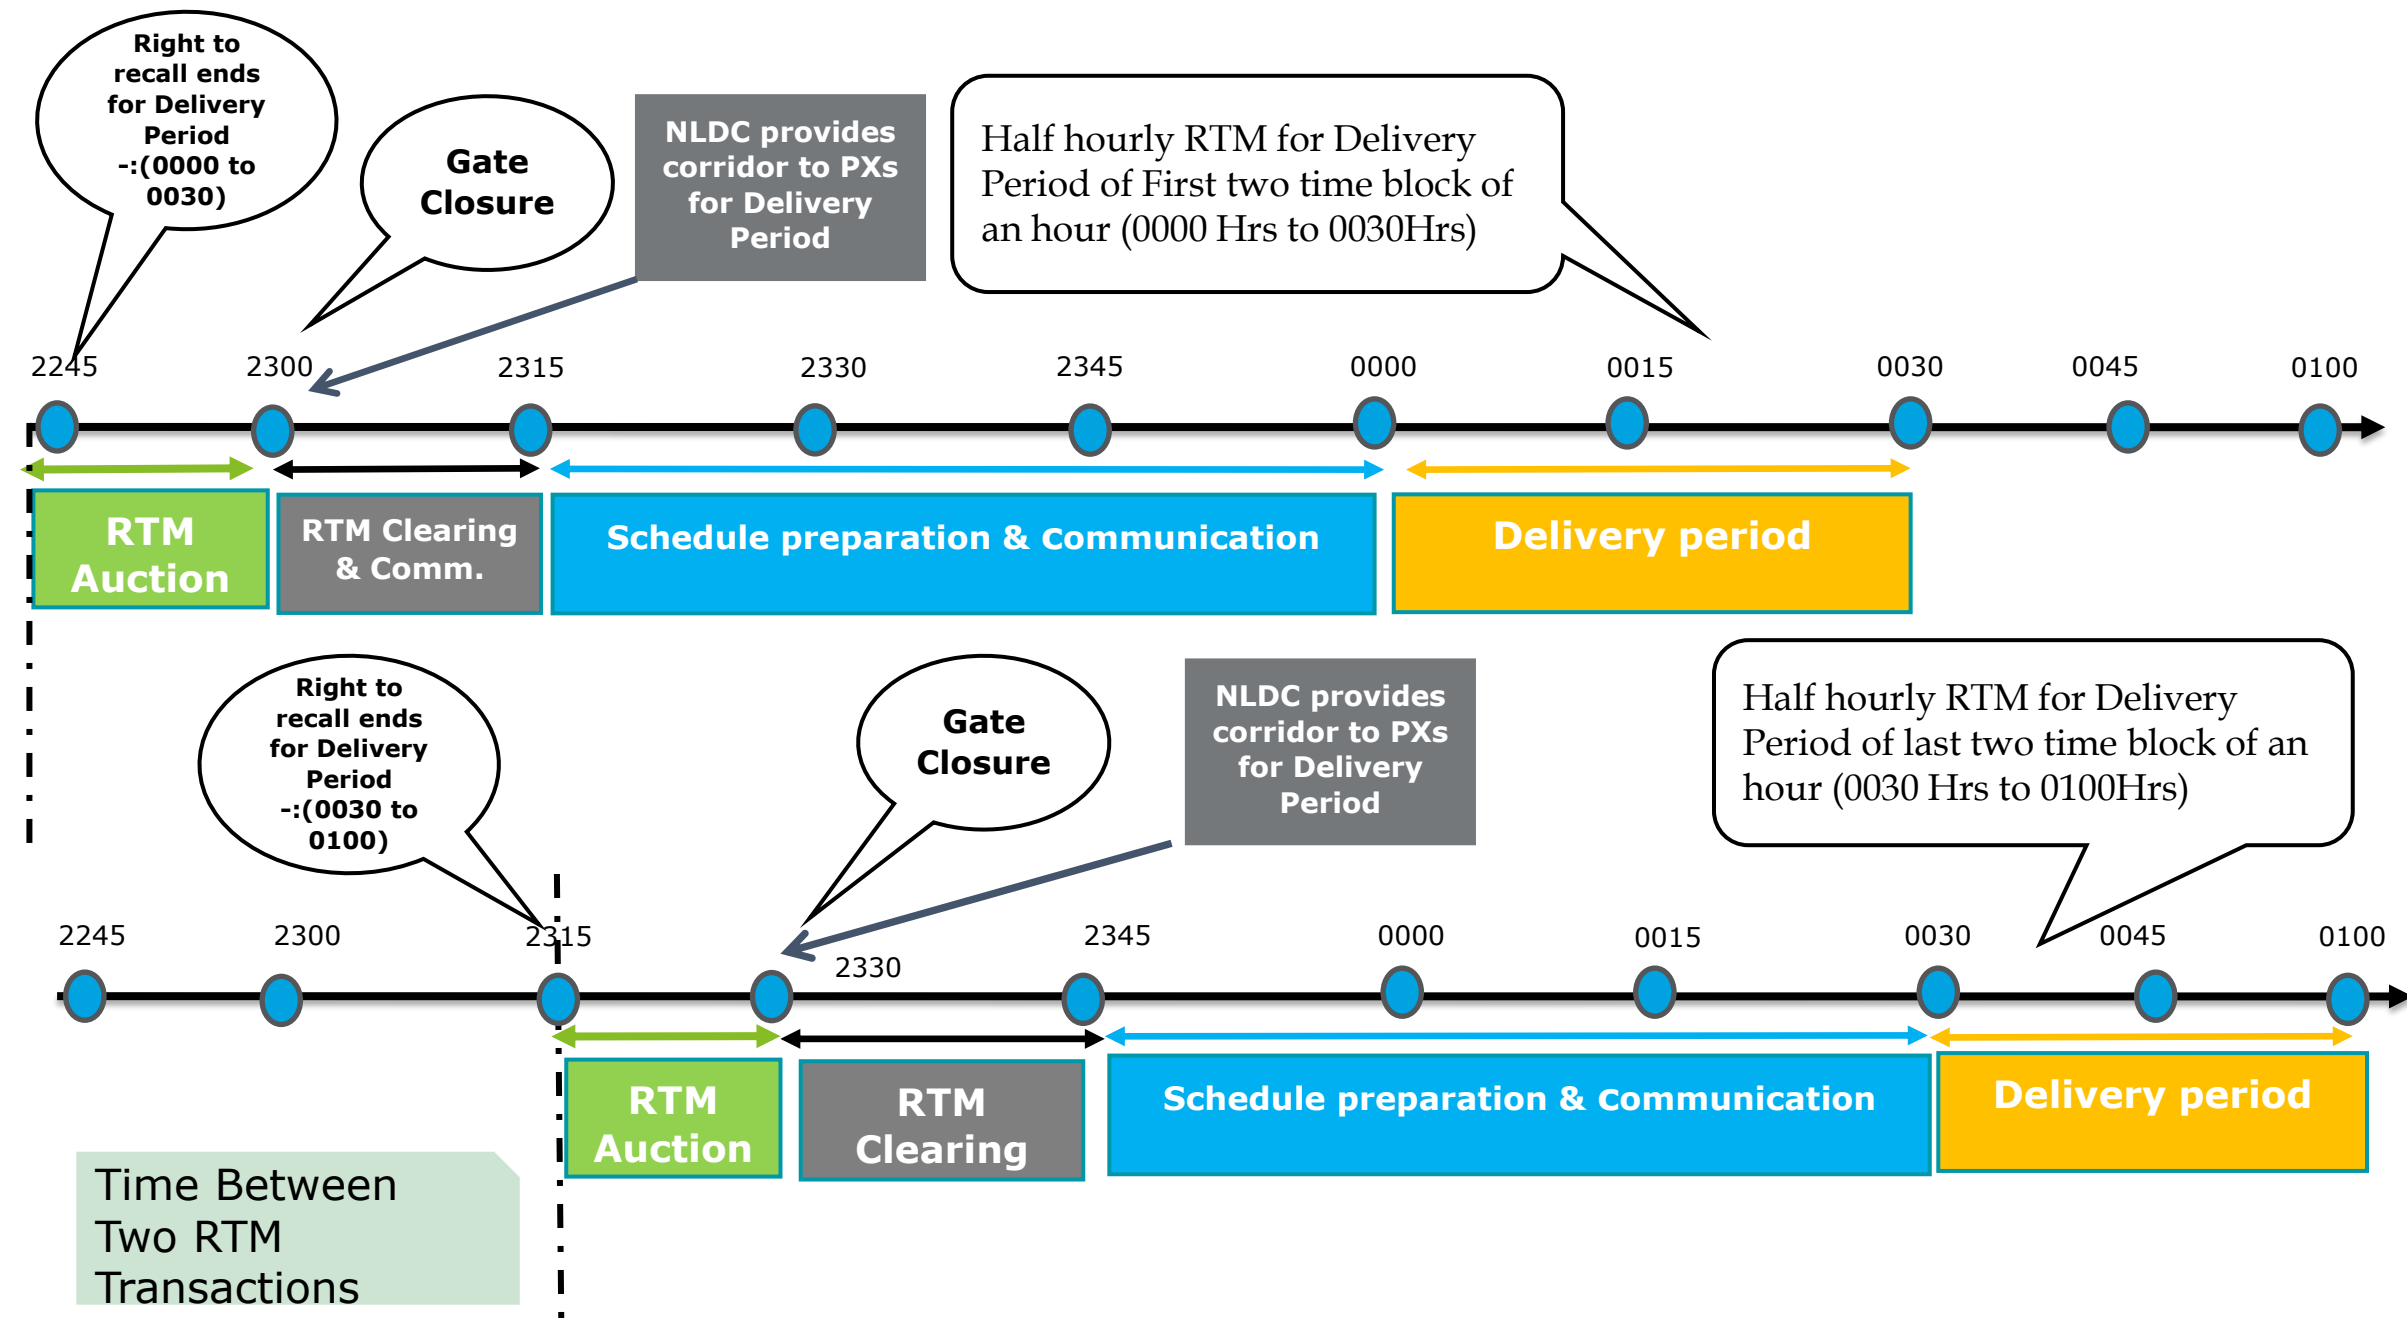 Right to
recall ends
for Delivery
Period
-:(0000 to
0030)
Gate
Closure
NLDC provides
corridor to PXs
for Delivery
Period
Half hourly RTM for Delivery
Period of First two time block of
an hour (0000 Hrs to 0030Hrs)
2245 2300 2315 2330 2345 0000 0015 0030 0045 0100
RTM
Auction
RTM Clearing
& Comm.
Schedule preparation & communication
Delivery period
Right to
recall ends
for Delivery
Period
-:(0030 to
0100)
Gate
Closure
NLDC provides
corridor to PXs
for Delivery
Period
Half hourly RTM for Delivery
Period of last two time block of an
hour (0030 Hrs to 0100Hrs)
2245 2300 2315 2330 2345 0000 0015 0030 0045 0100
RTM
Auction
RTM
Clearing
Schedule preparation & communication
Delivery period
Time Between
Two RTM
Transactions